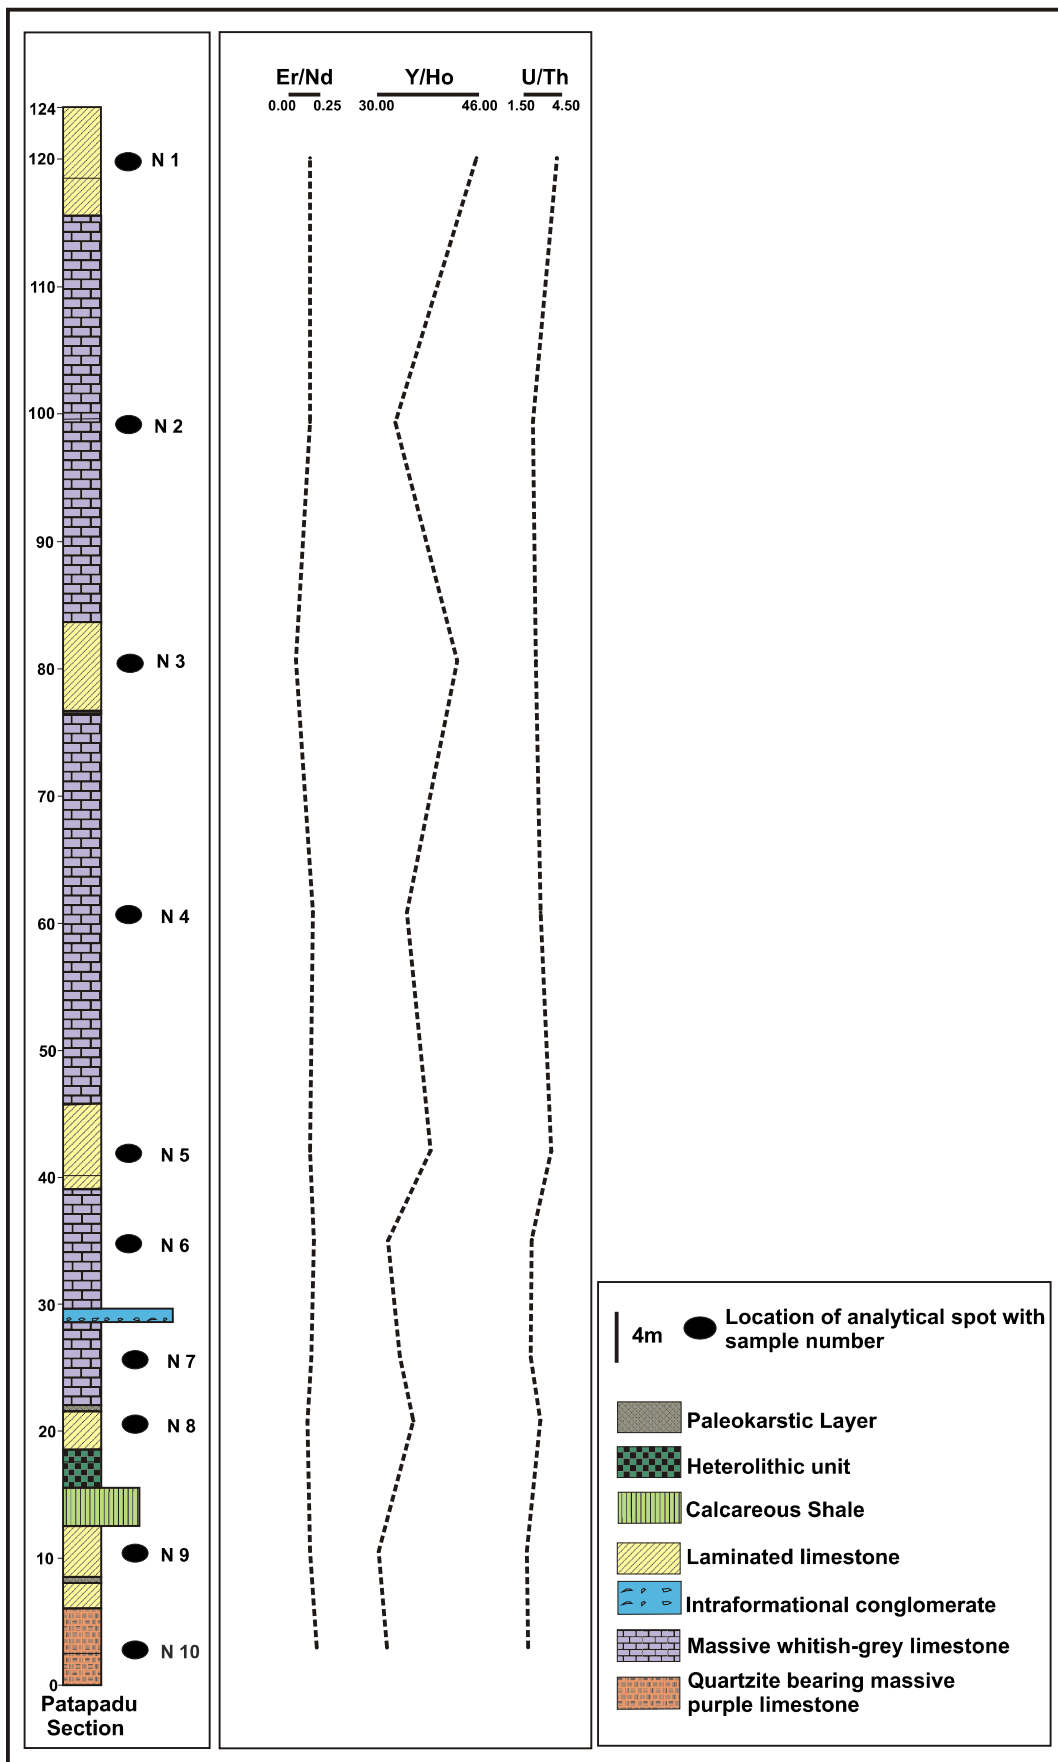 Er/Nd Y/Ho U/Th
0.00 0.25 30.00 46.00 1.50 4.50
124
120 N 1
110
100 N 2
90
80 N 3
70
60 N 4
50
40 N 5
N 6
30
N 7
20 N 8
10 N 9
N 10
0
Patapadu
Section
4m
Location of analytical spot with
sample number
Paleokarstic Layer
Heterolithic unit
Calcareous Shale
Laminated limestone
Intraformational conglomerate
Massive whitish-grey limestone
Quartzite bearing massive
purple limestone